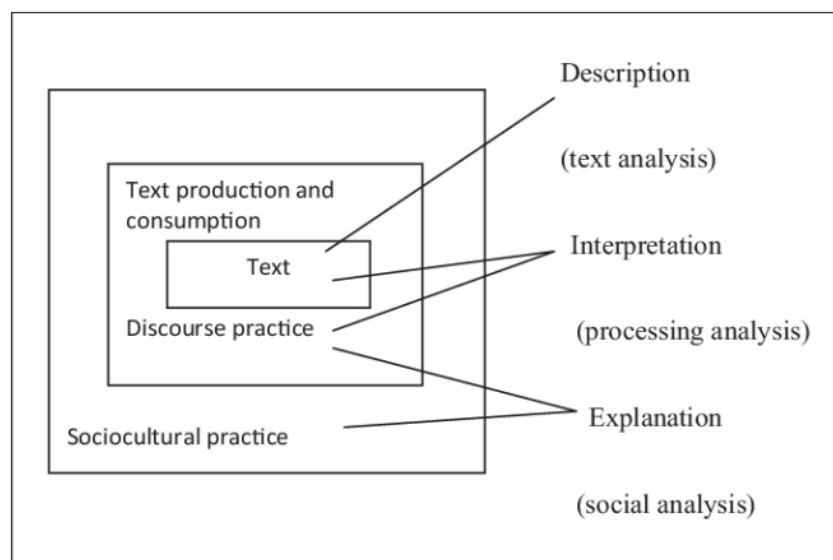 Description
(text analysis)
Text production and
consumption
Text
Interpretation
Discourse practice
(processing analysis)
Explanation
Sociocultural practice
(social analysis)